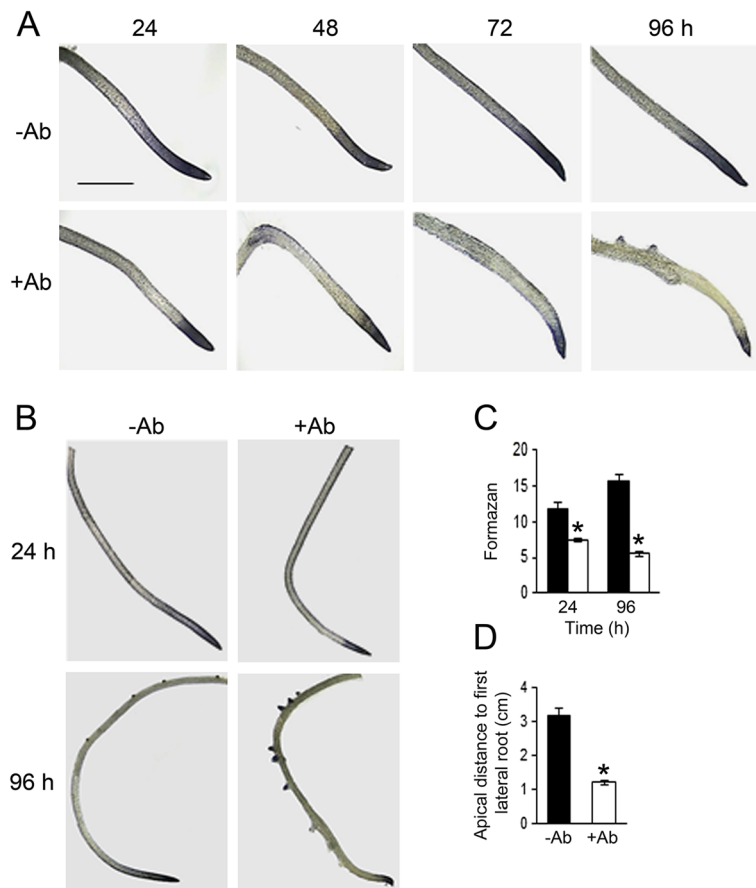 A
24 48 72 96 h
-Ab
+Ab
B
-Ab +Ab
24 h
96 h
C
Formazan
20
15
10
5
0
* *
24 96
Time (h)
D
Apical distance to first
lateral root (cm)
4
3
2
1
0
*
-Ab +Ab